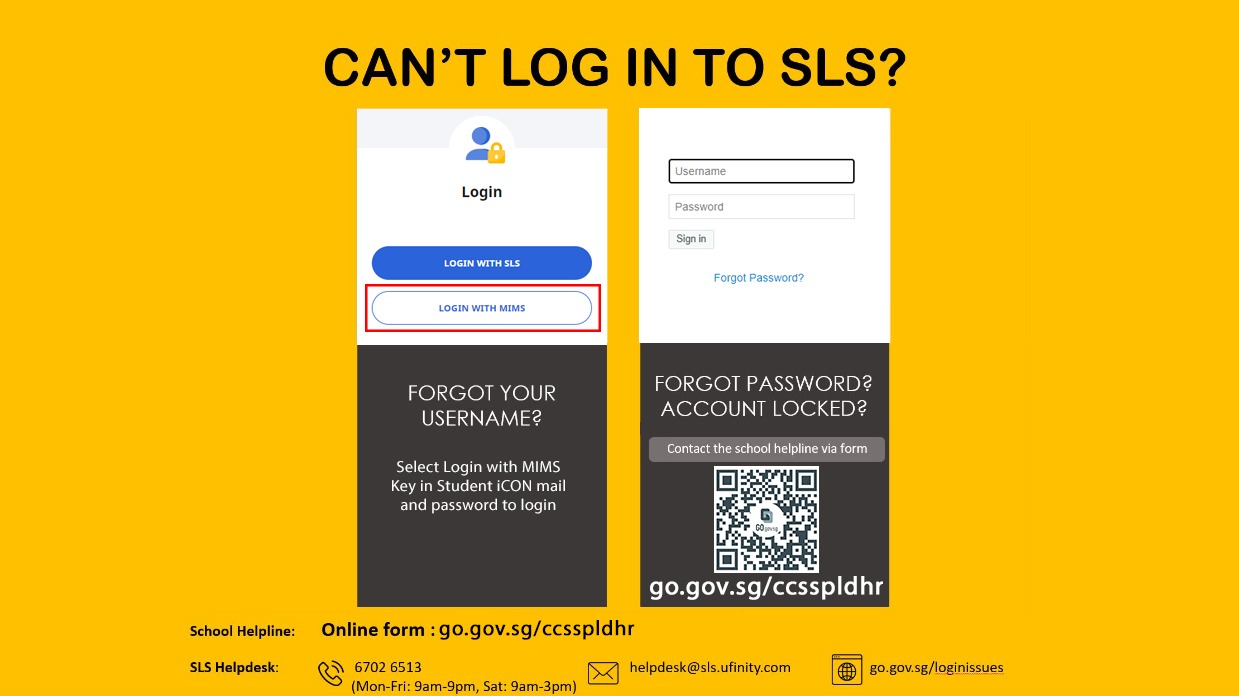 CAN'T LOG IN TO SLS?
Login
LOGIN WITH SLS
LOGIN WITH MIMS
FORGOT YOUR
USERNAME?
Select Login with MIMS
Key in Student iCON mail
and password to login
Username
Password
Sign in
Forgot Password?
FORGOT PASSWORD?
ACCOUNT LOCKED?
Contact the school helpline via form
GO.gov.sg
go.gov.sg/ccsspldhr
School Helpline: Online form : go.gov.sg/ccsspldhr
SLS Helpdesk: 6702 6513 helpdesk@sls.ufinity.com go.gov.sg/loginissues
(Mon-Fri: 9am-9pm, Sat: 9am-3pm)